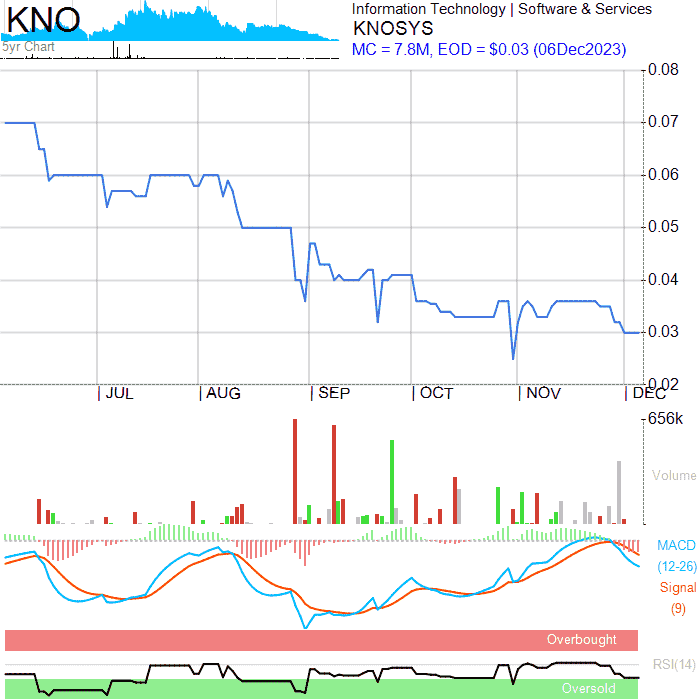 KNO
5yr Chart
Information Technology | Software & Services
KNOSYS
MC = 7.8M, EOD = $0.03 (06Dec2023)
0.08
0.07
0.06
0.05
0.04
0.03
0.02
| JUL | AUG | SEP | OCT | NOV | DEC
656k
Volume
MACD
(12-26)
Signal
(9)
Overbought
RSI(14)
Oversold